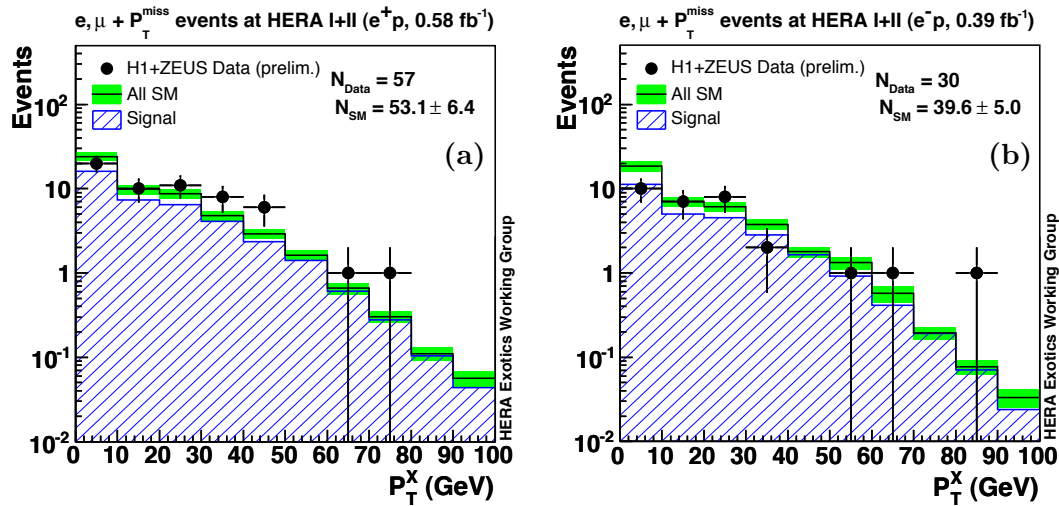 e, μ + P_T^miss events at HERA I+II (e⁺p, 0.58 fb⁻¹)
Events
H1+ZEUS Data (prelim.)
All SM
Signal
N_Data = 57
N_SM = 53.1 ± 6.4
(a)
10²
10
1
10⁻¹
10⁻²
0 10 20 30 40 50 60 70 80 90 100
P_T^X (GeV)
HERA Exotics Working Group
e, μ + P_T^miss events at HERA I+II (e⁻p, 0.39 fb⁻¹)
Events
H1+ZEUS Data (prelim.)
All SM
Signal
N_Data = 30
N_SM = 39.6 ± 5.0
(b)
10²
10
1
10⁻¹
10⁻²
0 10 20 30 40 50 60 70 80 90 100
P_T^X (GeV)
HERA Exotics Working Group